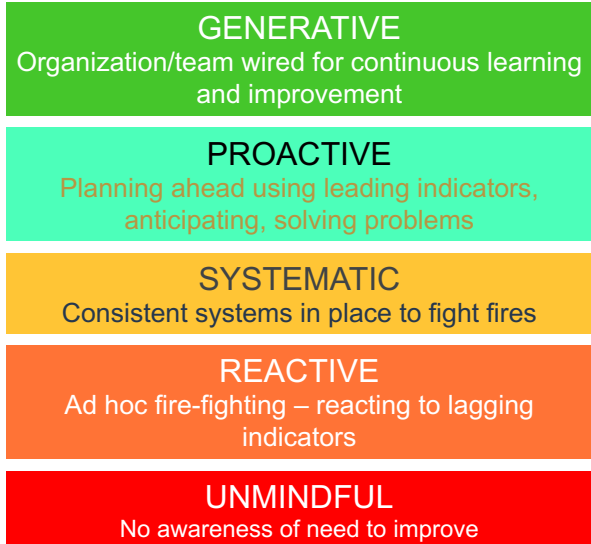 GENERATIVE
Organization/team wired for continuous learning
and improvement
PROACTIVE
Planning ahead using leading indicators,
anticipating, solving problems
SYSTEMATIC
Consistent systems in place to fight fires
REACTIVE
Ad hoc fire-fighting – reacting to lagging
indicators
UNMINDFUL
No awareness of need to improve